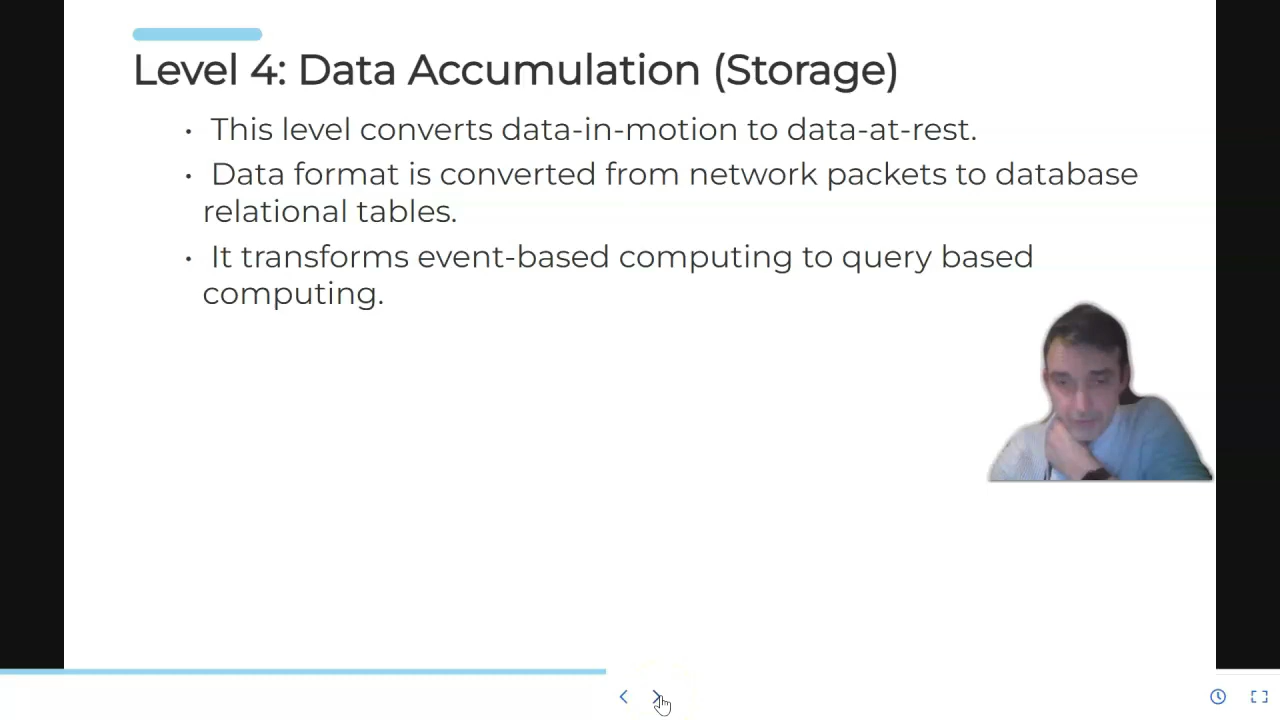 Level 4: Data Accumulation (Storage)
• This level converts data-in-motion to data-at-rest.
• Data format is converted from network packets to database
relational tables.
• It transforms event-based computing to query based
computing.